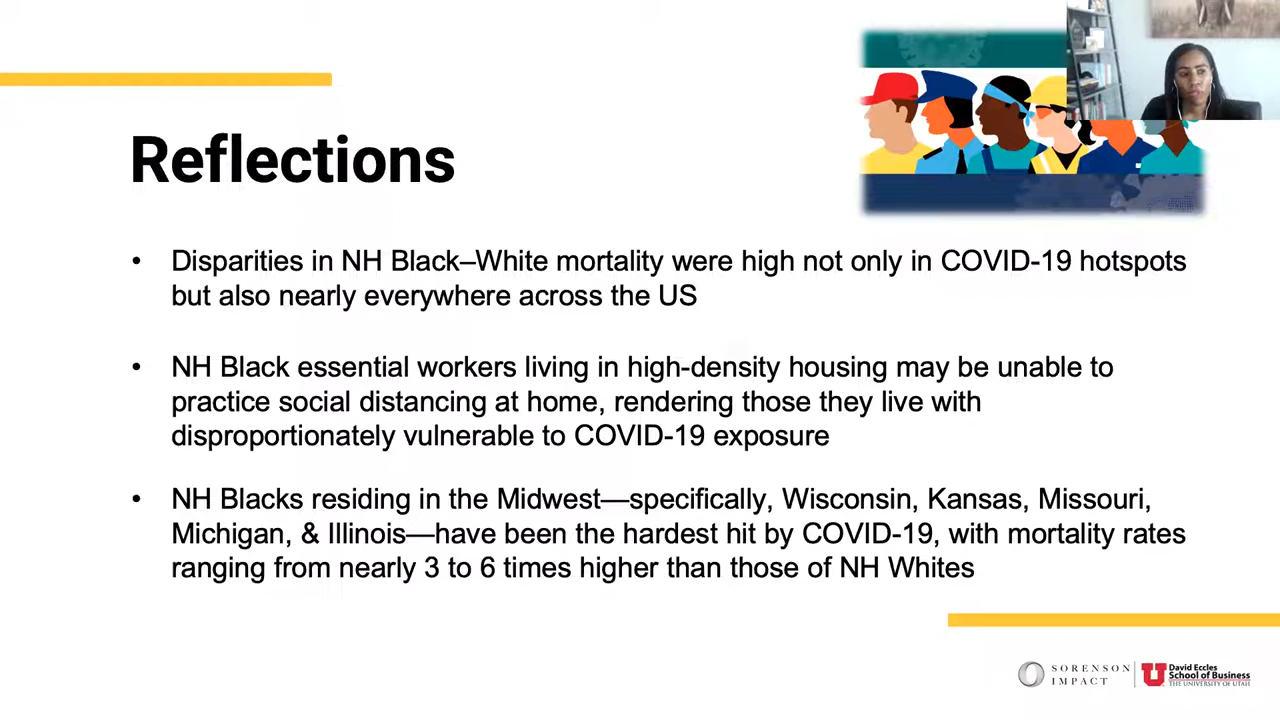 Reflections
• Disparities in NH Black–White mortality were high not only in COVID-19 hotspots
but also nearly everywhere across the US
• NH Black essential workers living in high-density housing may be unable to
practice social distancing at home, rendering those they live with
disproportionately vulnerable to COVID-19 exposure
• NH Blacks residing in the Midwest—specifically, Wisconsin, Kansas, Missouri,
Michigan, & Illinois—have been the hardest hit by COVID-19, with mortality rates
ranging from nearly 3 to 6 times higher than those of NH Whites
SORENSON
IMPACT
U
David Eccles
School of Business
THE UNIVERSITY OF UTAH